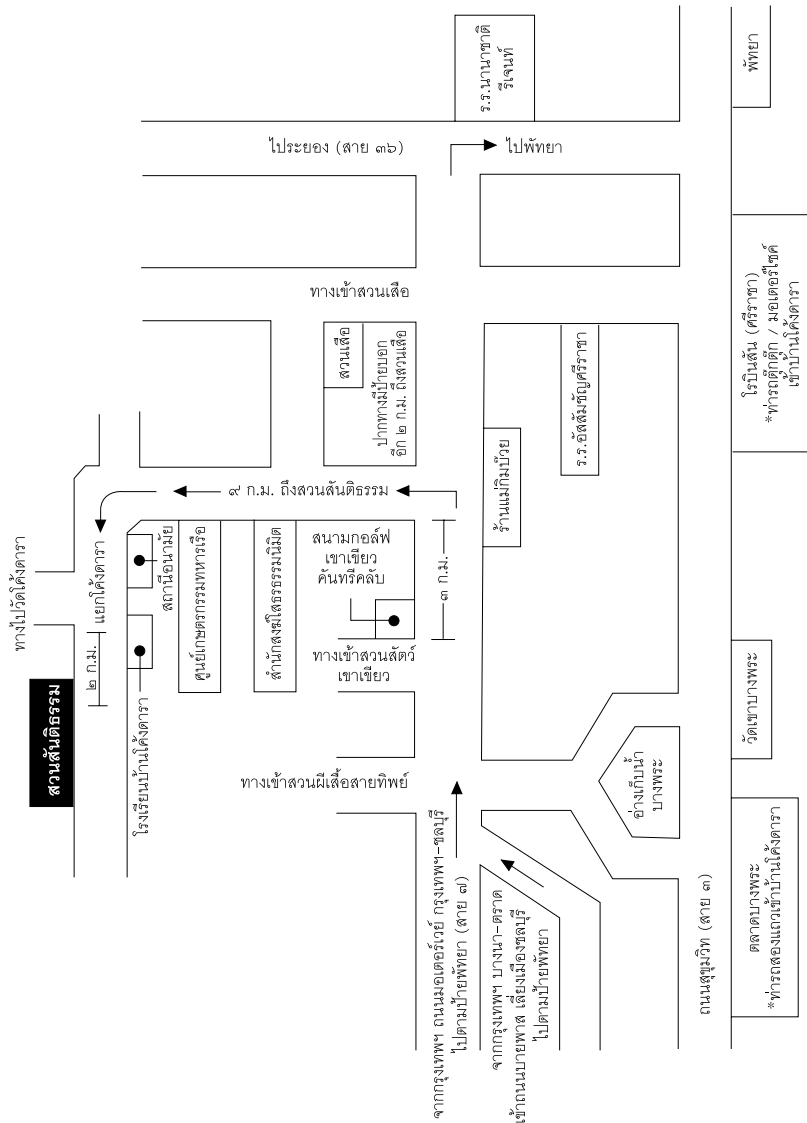 ร.ร.นานาชาติ
รีเจนท์
พัทยา
ไประยอง (สาย ๓๖)
ไปพัทยา
ทางเข้าสวนเสือ
สวนเสือ
ปากทางมีป้ายบอก
อีก ๒ ก.ม. ถึงสวนเสือ
ร.ร.อัสสัมชัญศรีราชา
โรบินสัน (ศรีราชา)
*ท่ารถตุ๊กตุ๊ก / มอเตอร์ไซค์
เข้าบ้านโค้งดารา
ร้านแม่กิมบ๊วย
๙ ก.ม. ถึงสวนสันติธรรม
ทางไปวัดโค้งดารา
แยกโค้งดารา
สถานีอนามัย
ศูนย์เกษตรกรรมทหารเรือ
สำนักสงฆ์โสธรธรรมนิมิต
สนามกอล์ฟ
เขาเขียว
คันทรีคลับ
๓ ก.ม.
๒ ก.ม.
สวนสันติธรรม
โรงเรียนบ้านโค้งดารา
ทางเข้าสวนสัตว์
เขาเขียว
วัดเขาบางพระ
ทางเข้าสวนผีเสื้อสายทิพย์
อ่างเก็บน้ำ
บางพระ
จากกรุงเทพฯ ถนนมอเตอร์เวย์ กรุงเทพฯ-ชลบุรี
ไปตามป้ายพัทยา (สาย ๗)
จากกรุงเทพฯ บางนา-ตราด
เข้าถนนบายพาส เลี่ยงเมืองชลบุรี
ไปตามป้ายพัทยา
ถนนสุขุมวิท (สาย ๓)
ตลาดบางพระ
*ท่ารถสองแถวเข้าบ้านโค้งดารา